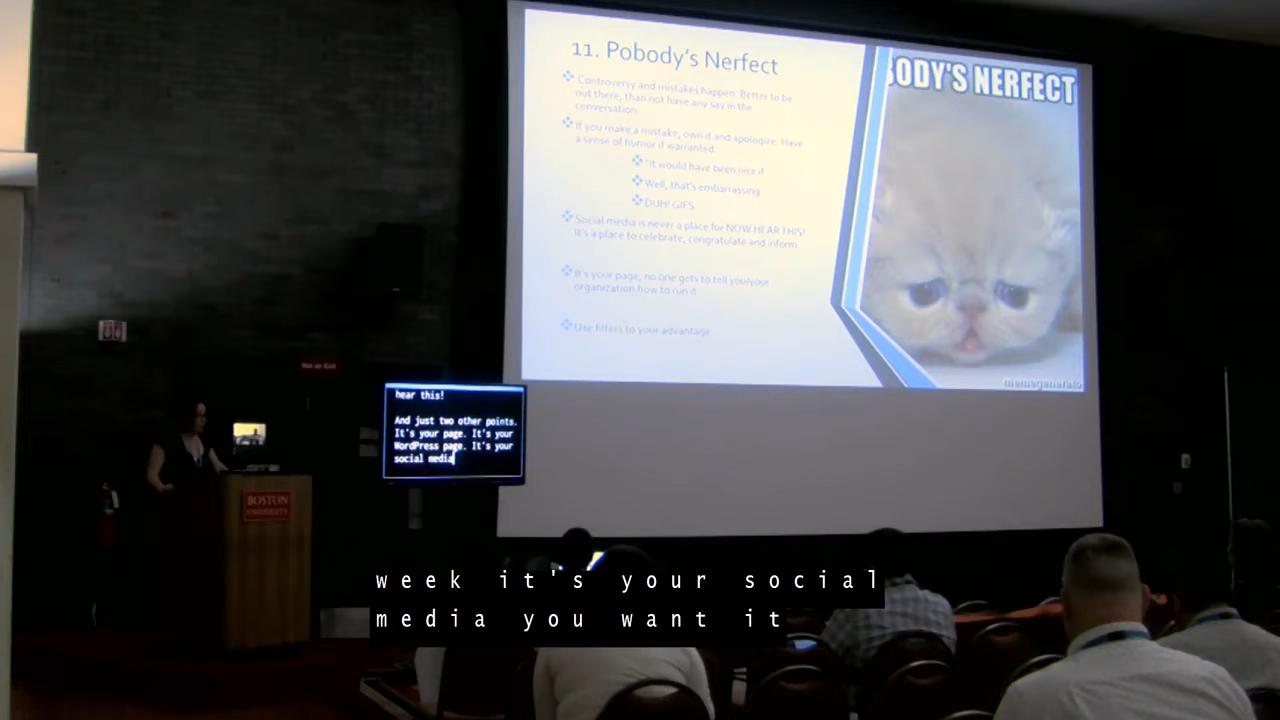 11. Pobody's Nerfect
Controversy and mistakes happen. Better to be
out there, than not have any say in the
conversation
If you make a mistake, own it and apologize. Have
a sense of humor if warranted.
"It would have been nice if
Well, that's embarrassing
DUH! GIFS
Social media is never a place for NOW HEAR THIS!
It's a place to celebrate, congratulate and inform
It's your page, no one gets to tell you/your
organization how to run it
Use filters to your advantage
BODY'S NERFECT
memegenerato
hear this!
And just two other points.
It's your page. It's your
WordPress page. It's your
social media
BOSTON
UNIVERSITY
week it's your social
media you want it